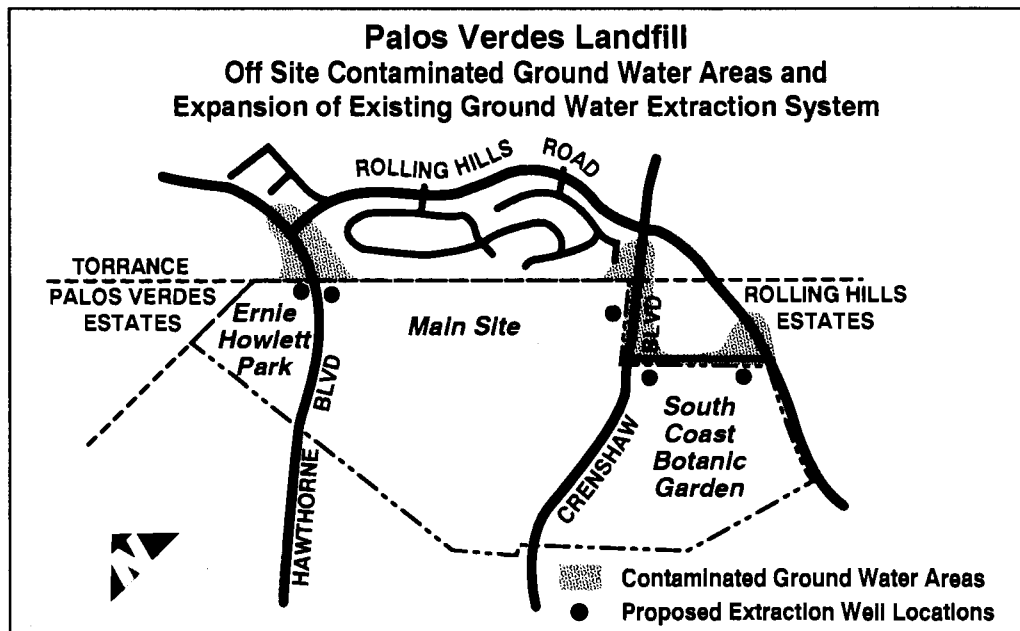 Palos Verdes Landfill
Off Site Contaminated Ground Water Areas and
Expansion of Existing Ground Water Extraction System
ROLLING HILLS ROAD
TORRANCE
PALOS VERDES
ESTATES
ROLLING HILLS
ESTATES
Ernie
Howlett
Park
Main Site
BLVD
HAWTHORNE
BLVD
CRENSHAW
South
Coast
Botanic
Garden
N
Contaminated Ground Water Areas
Proposed Extraction Well Locations